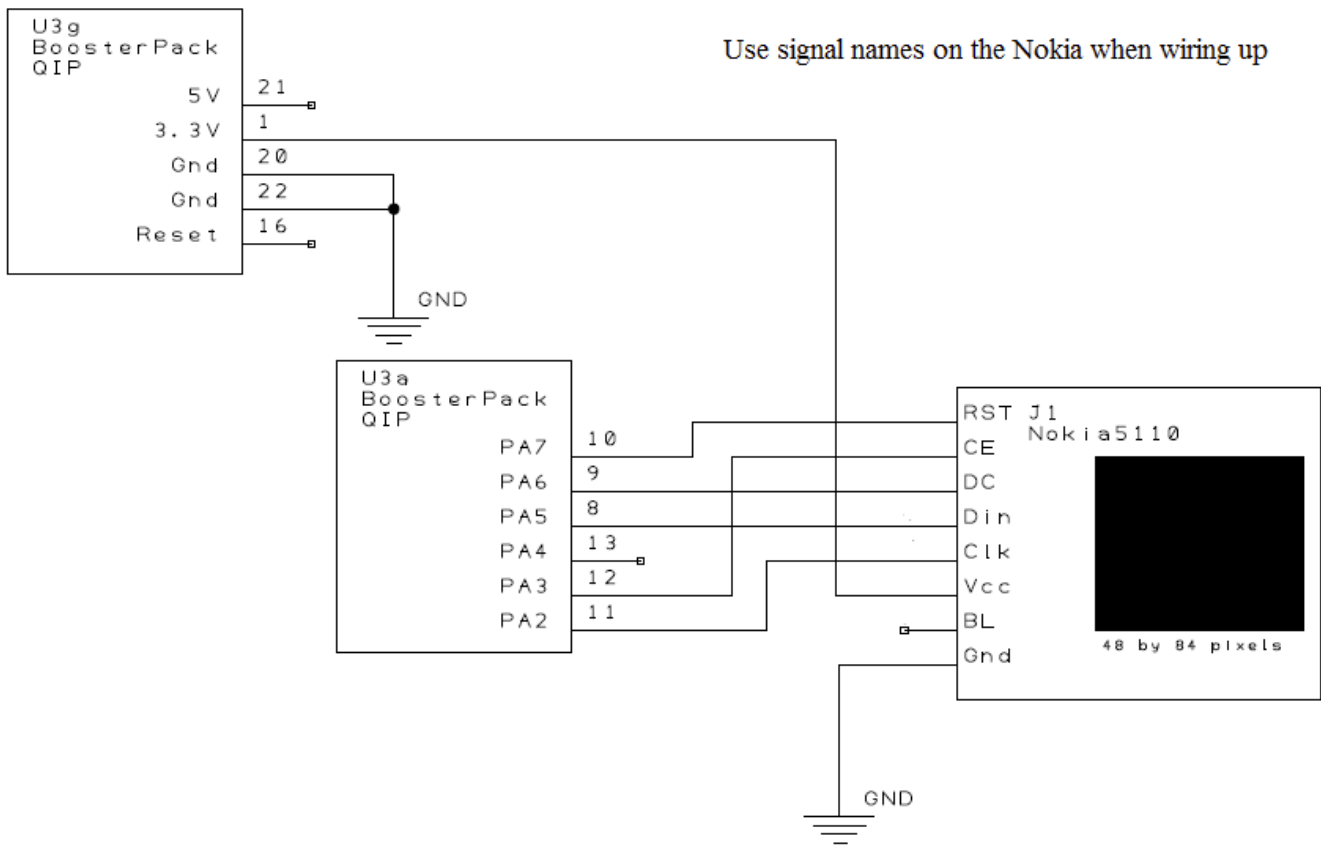 U3g
BoosterPack
QIP
Use signal names on the Nokia when wiring up
5V 21
3.3V 1
Gnd 20
Gnd 22
Reset 16
GND
U3a
BoosterPack
QIP
PA7 10
PA6 9
PA5 8
PA4 13
PA3 12
PA2 11
RST J1
Nokia5110
CE
DC
Din
Clk
Vcc
BL
Gnd
48 by 84 pixels
GND